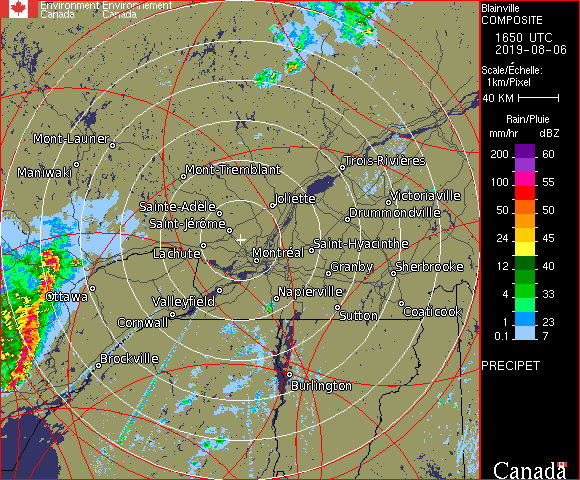 Environment Environnement
Canada Canada
Blainville
COMPOSITE
1650 UTC
2019-08-06
Scale/Échelle:
1km/Pixel
40 KM
Rain/Pluie
mm/hr dBZ
200 60
100 55
50 50
24 45
12 40
4 33
1 23
0.1 7
PRECIPET
Canada
Mont-Laurier
Maniwaki
Mont-Tremblant
Trois-Rivières
Sainte-Adèle
Joliette
Victoriaville
Saint-Jérôme
Drummondville
Lachute
Montréal
Saint-Hyacinthe
Granby
Sherbrooke
Ottawa
Valleyfield
Napierville
Cornwall
Sutton
Coaticook
Brockville
Burlington